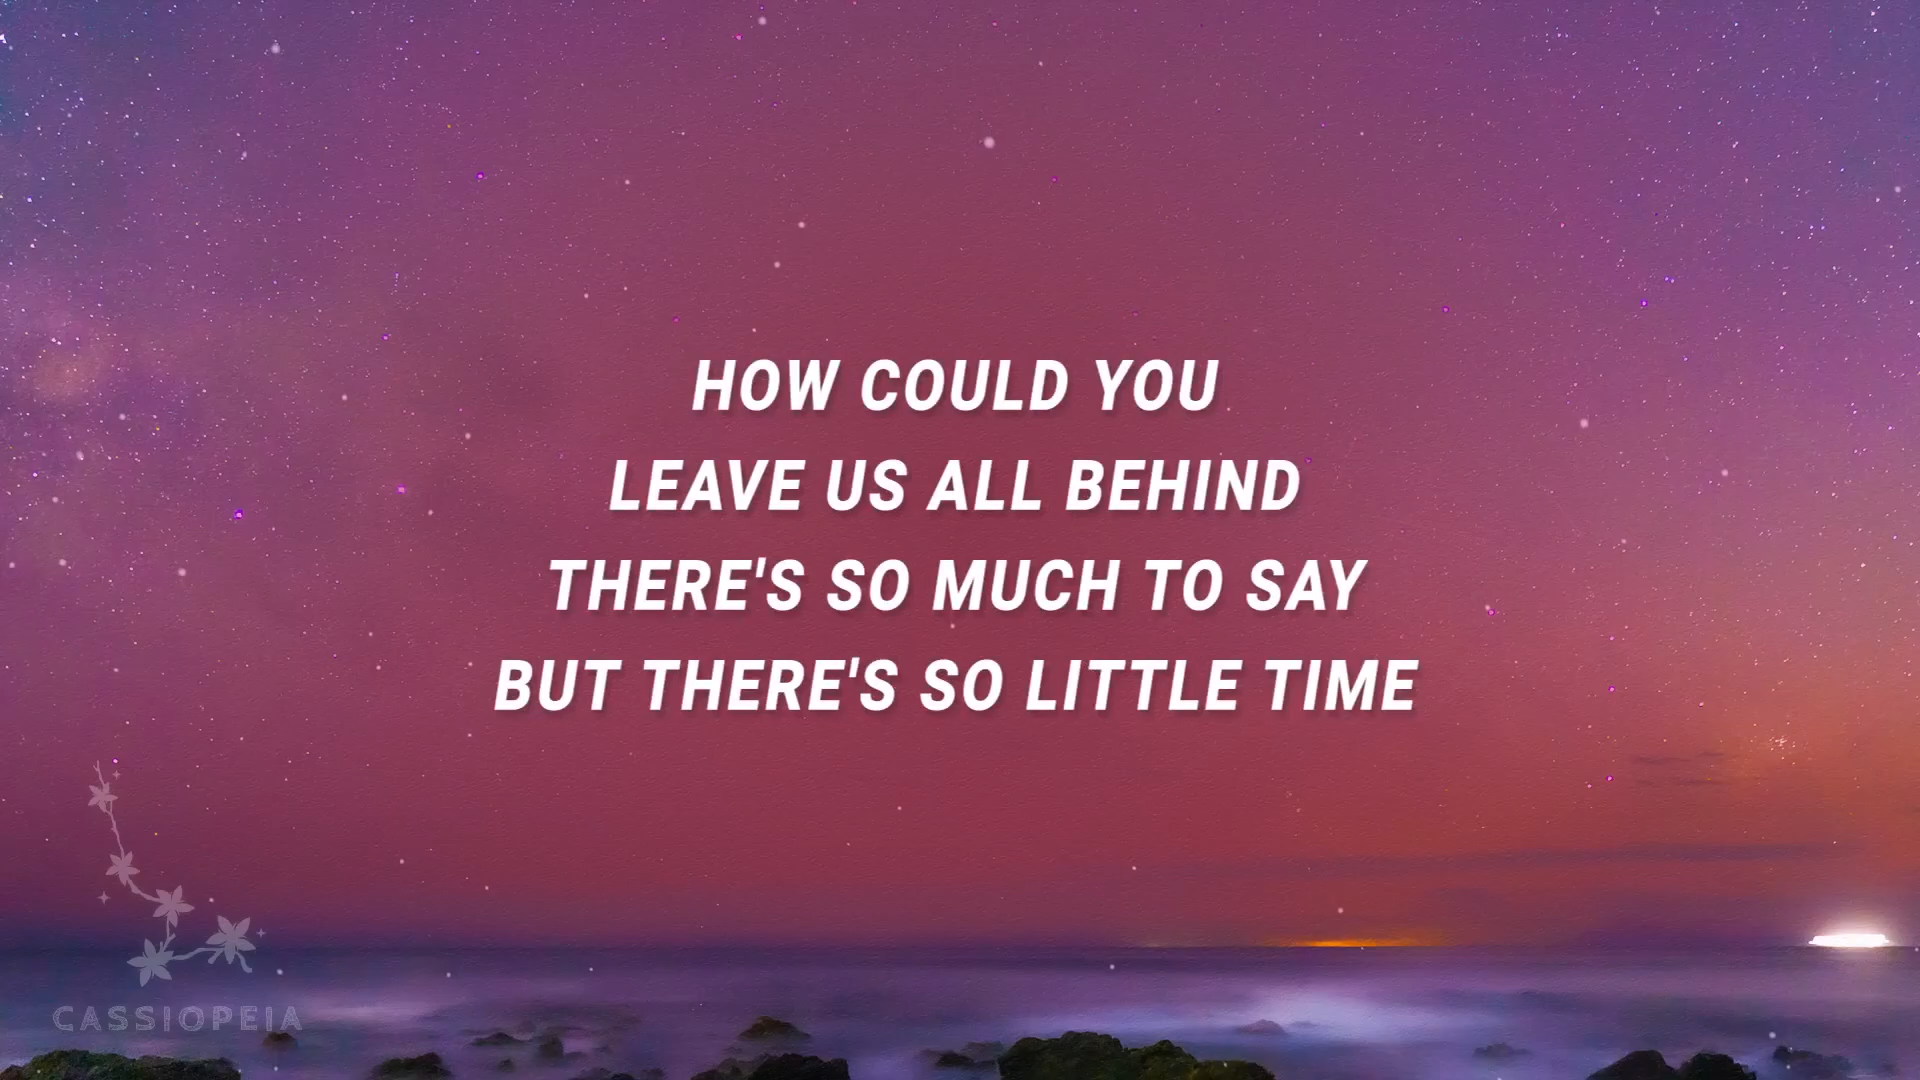 HOW COULD YOU
LEAVE US ALL BEHIND
THERE'S SO MUCH TO SAY
BUT THERE'S SO LITTLE TIME
CASSIOPEIA